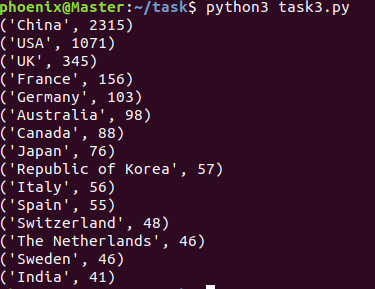 phoenix@Master:~/task$ python3 task3.py
('China', 2315)
('USA', 1071)
('UK', 345)
('France', 156)
('Germany', 103)
('Australia', 98)
('Canada', 88)
('Japan', 76)
('Republic of Korea', 57)
('Italy', 56)
('Spain', 55)
('Switzerland', 48)
('The Netherlands', 46)
('Sweden', 46)
('India', 41)